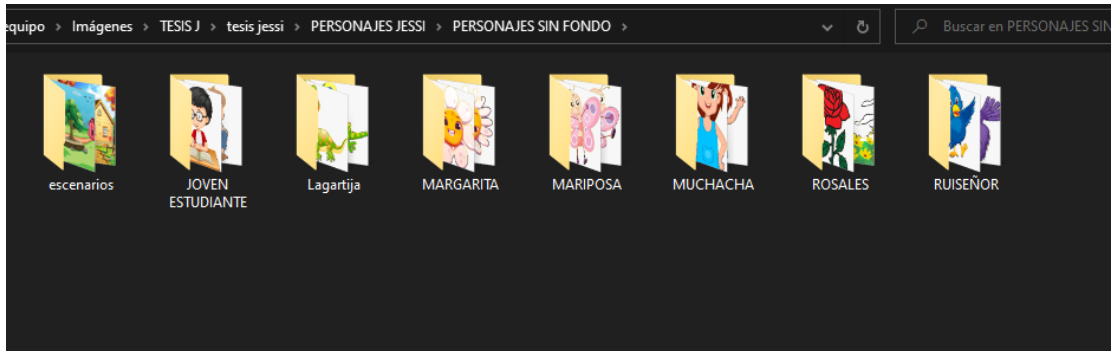 equipo > Imágenes > TESIS J > tesis jessi > PERSONAJES JESSI > PERSONAJES SIN FONDO >
Buscar en PERSONAJES SIN
escenarios
JOVEN
ESTUDIANTE
Lagartija
MARGARITA
MARIPOSA
MUCHACHA
ROSALES
RUISEÑOR